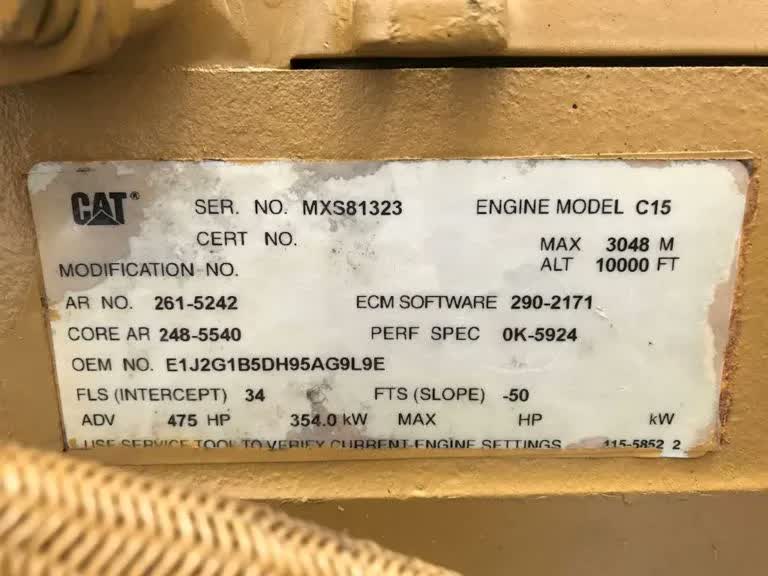 CAT® SER. NO. MXS81323 ENGINE MODEL C15
CERT NO. MAX 3048 M
MODIFICATION NO. ALT 10000 FT
AR NO. 261-5242 ECM SOFTWARE 290-2171
CORE AR 248-5540 PERF SPEC 0K-5924
OEM NO. E1J2G1B5DH95AG9L9E
FLS (INTERCEPT) 34 FTS (SLOPE) -50
ADV 475 HP 354.0 kW MAX HP kW
USE SERVICE TOOL TO VERIFY CURRENT ENGINE SETTINGS 115-5852 2